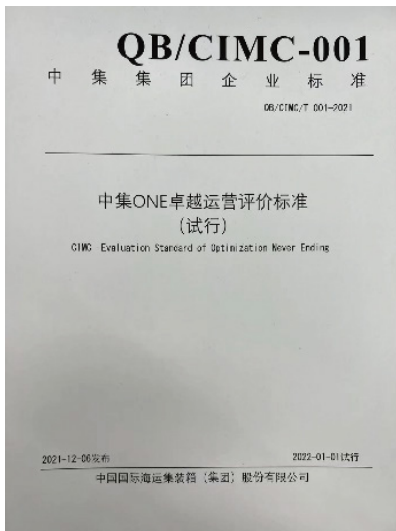 QB/CIMC-001
中集集团企业标准
QB/CIMC/T 001-2021
中集ONE卓越运营评价标准
(试行)
CIMC Evaluation Standard of Optimization Never Ending
2021-12-06发布
2022-01-01试行
中国国际海运集装箱(集团)股份有限公司